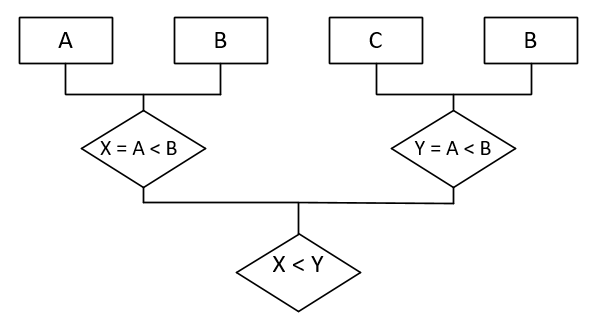 A
B
C
B
X = A < B
Y = A < B
X < Y